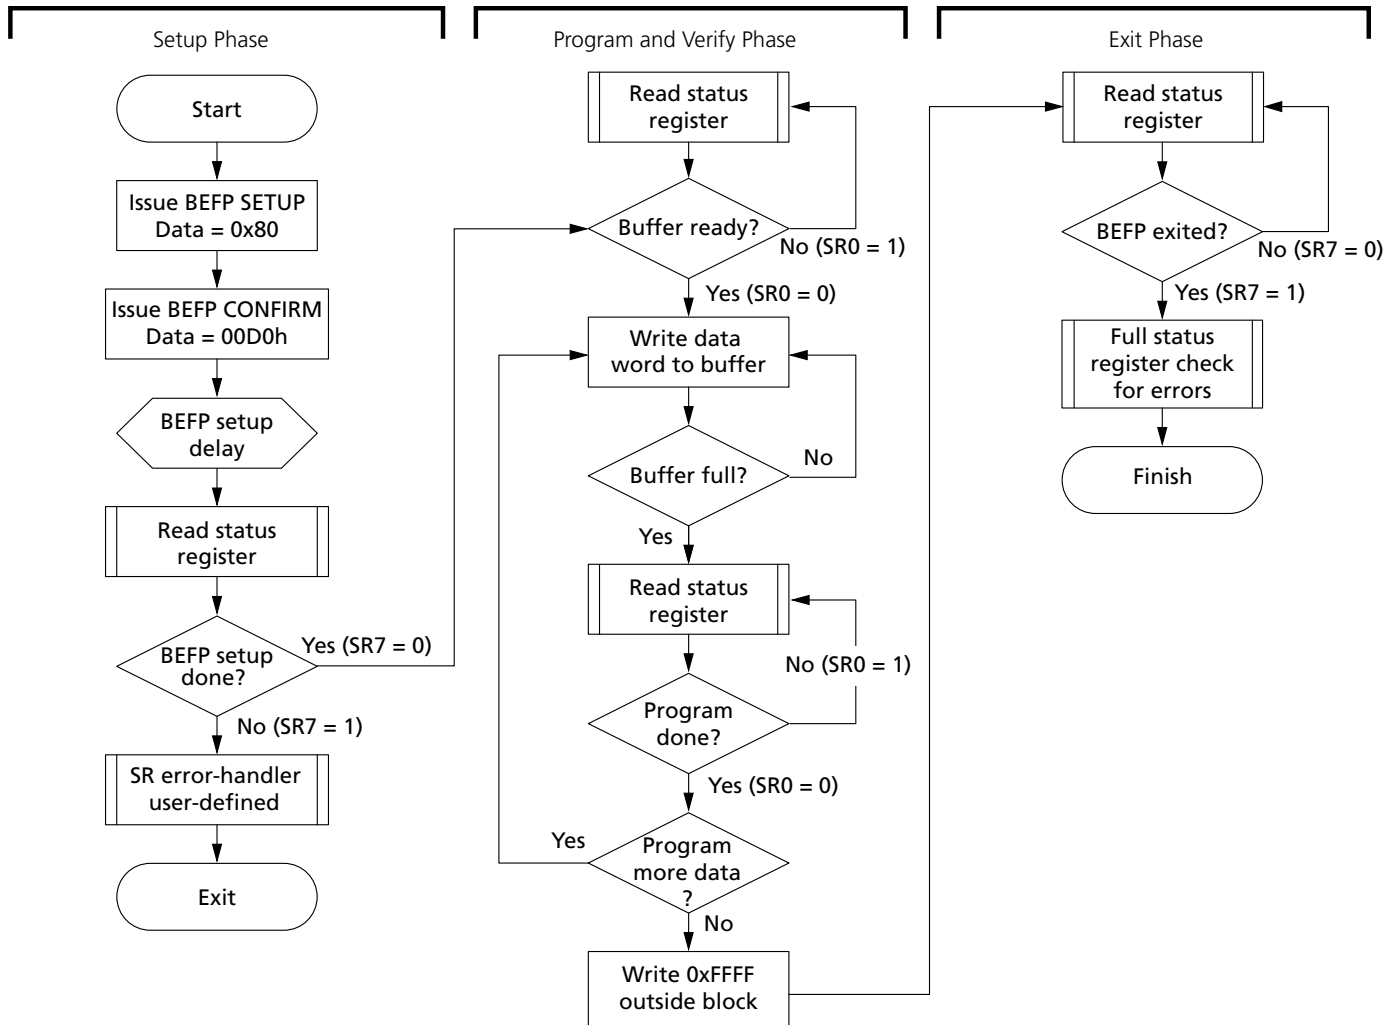 Setup Phase
Start
Issue BEFP SETUP
Data = 0x80
Issue BEFP CONFIRM
Data = 00D0h
BEFP setup
delay
Read status
register
BEFP setup
done?
Yes (SR7 = 0)
No (SR7 = 1)
SR error-handler
user-defined
Exit
Program and Verify Phase
Read status
register
Buffer ready?
No (SR0 = 1)
Yes (SR0 = 0)
Write data
word to buffer
Buffer full?
No
Yes
Read status
register
No (SR0 = 1)
Program
done?
Yes (SR0 = 0)
Yes
Program
more data
?
No
Write 0xFFFF
outside block
Exit Phase
Read status
register
BEFP exited?
No (SR7 = 0)
Yes (SR7 = 1)
Full status
register check
for errors
Finish